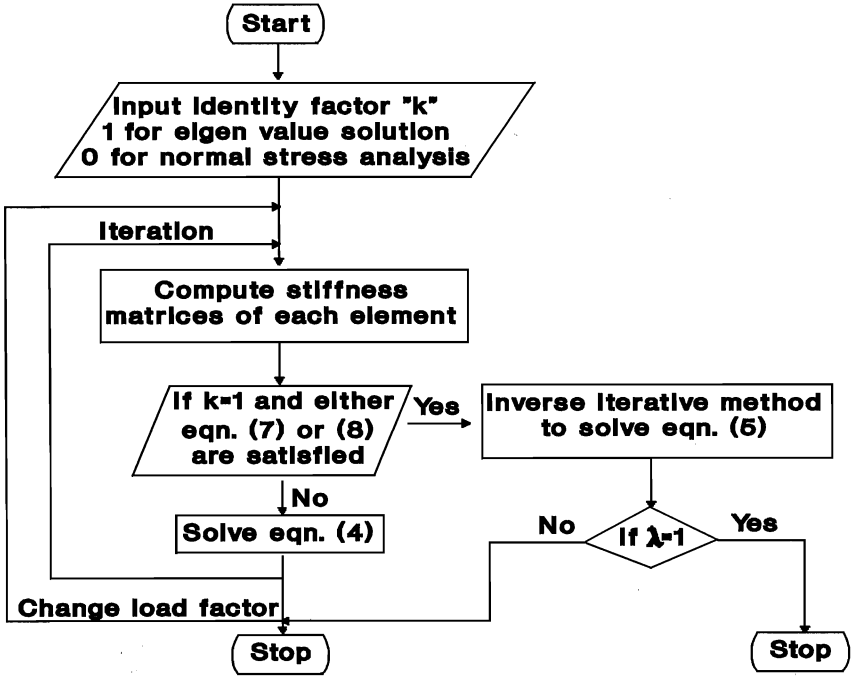 Start
Input identity factor "k"
1 for eigen value solution
0 for normal stress analysis
Iteration
Compute stiffness
matrices of each element
If k=1 and either
eqn. (7) or (8)
are satisfied
Yes
Inverse iterative method
to solve eqn. (5)
No
Solve eqn. (4)
No
If λ=1
Yes
Change load factor
Stop
Stop